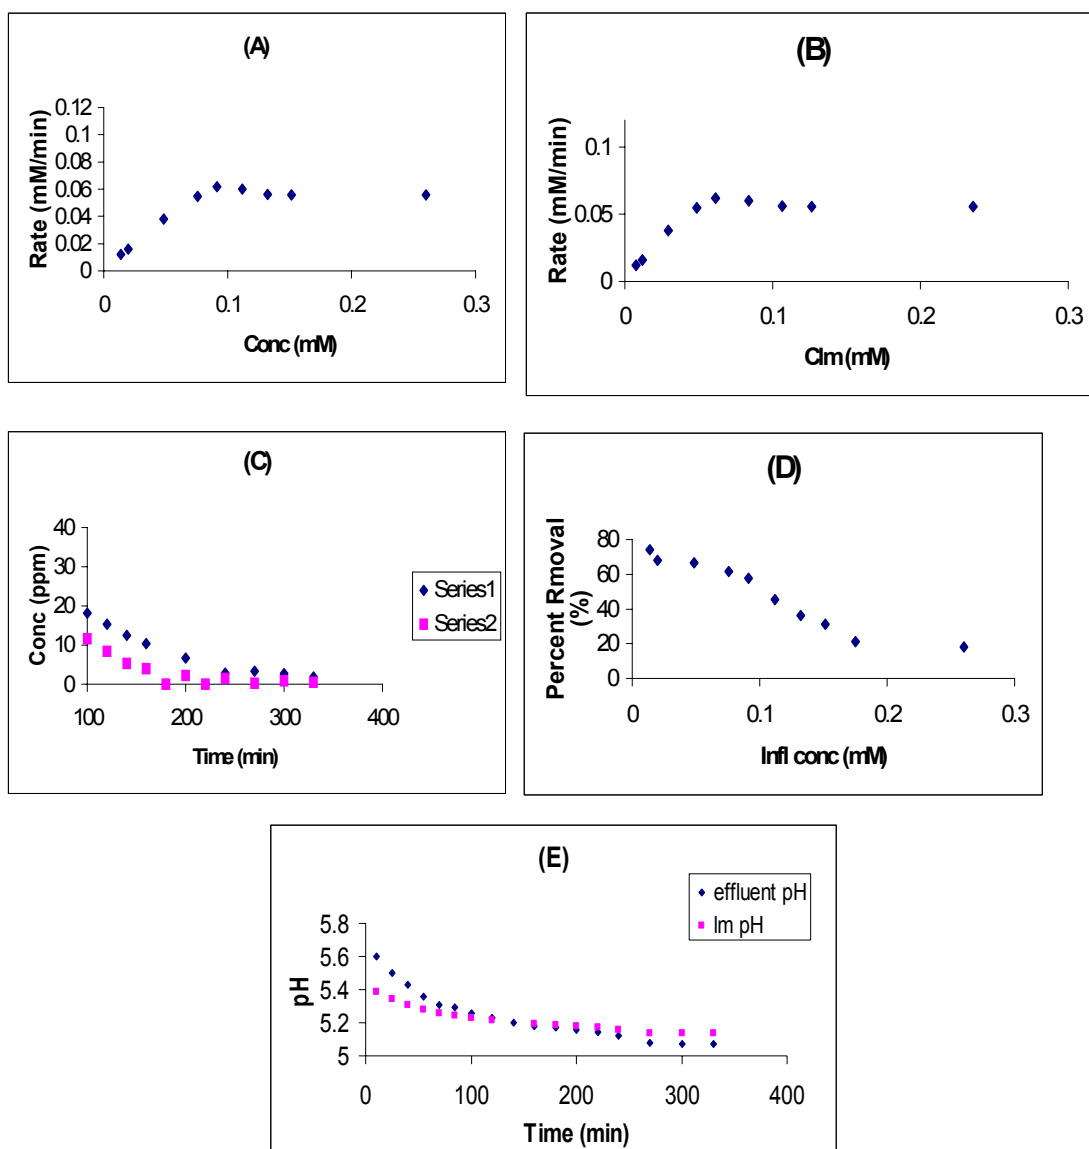 (A)
Rate (mM/min)
0.12
0.1
0.08
0.06
0.04
0.02
0
0 0.1 0.2 0.3
Conc (mM)
(B)
Rate (mM/min)
0.1
0.05
0
0 0.1 0.2 0.3
Clm (mM)
(C)
Conc (ppm)
40
30
20
10
0
100 200 300 400
Time (min)
Series1
Series2
(D)
Percent Rmoval
(%)
80
60
40
20
0
0 0.1 0.2 0.3
Infl conc (mM)
(E)
effluent pH
lm pH
pH
5.8
5.6
5.4
5.2
5
0 100 200 300 400
Time (min)